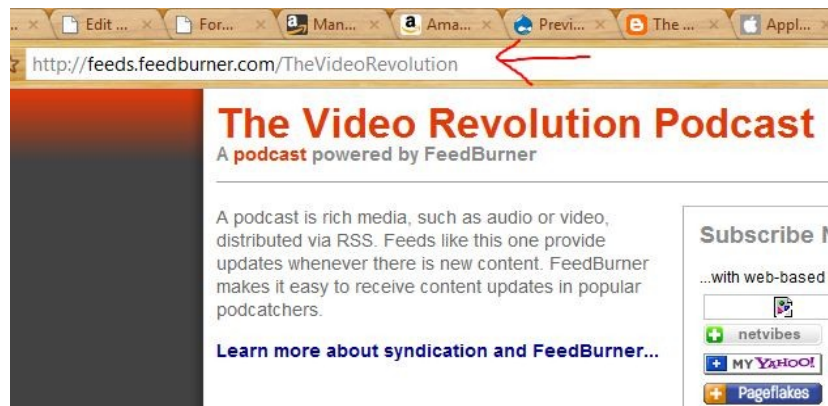 .. Edit ... For... Man... Ama... Previ... The ... Appl...
http://feeds.feedburner.com/TheVideoRevolution
The Video Revolution Podcast
A podcast powered by FeedBurner
A podcast is rich media, such as audio or video,
distributed via RSS. Feeds like this one provide
updates whenever there is new content. FeedBurner
makes it easy to receive content updates in popular
podcatchers.
Learn more about syndication and FeedBurner...
Subscribe
...with web-based
netvibes
MY YAHOO!
Pageflakes